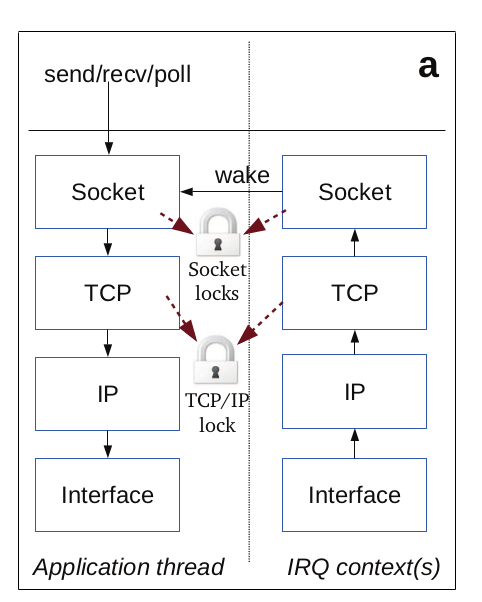 a
send/recv/poll
wake
Socket
Socket
Socket
locks
TCP
TCP
TCP/IP
lock
IP
IP
Interface
Interface
Application thread
IRQ context(s)